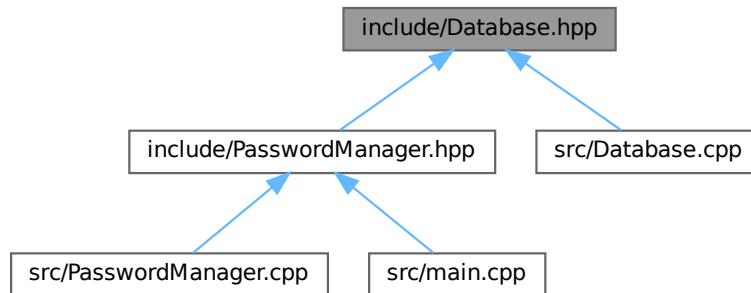 include/Database.hpp
include/PasswordManager.hpp
src/Database.cpp
src/PasswordManager.cpp
src/main.cpp